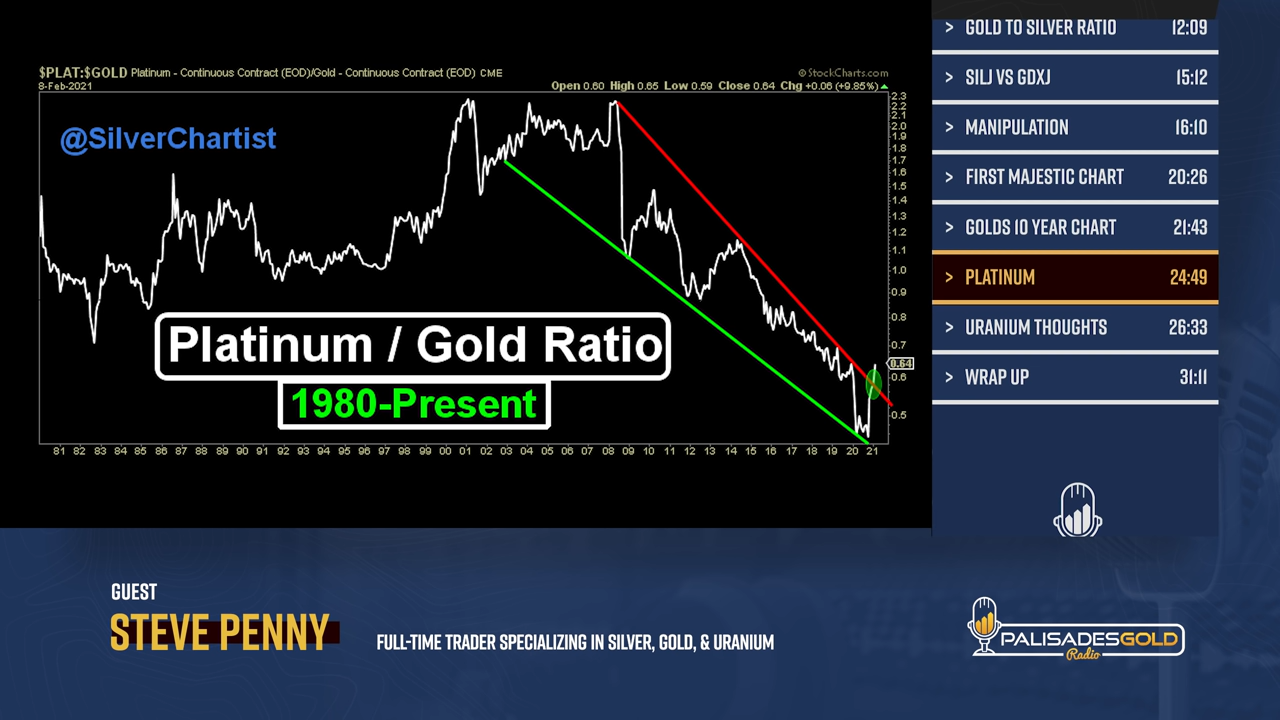 $PLAT:$GOLD Platinum - Continuous Contract (EOD)/Gold - Continuous Contract (EOD) CME
© StockCharts.com
8-Feb-2021
Open 0.60 High 0.65 Low 0.59 Close 0.64 Chg +0.06 (+9.85%)
@SilverChartist
Platinum / Gold Ratio
1980-Present
2.3
2.2
2.1
2.0
1.9
1.8
1.7
1.6
1.5
1.4
1.3
1.2
1.1
1.0
0.9
0.8
0.7
0.64
0.6
0.5
81 82 83 84 85 86 87 88 89 90 91 92 93 94 95 96 97 98 99 00 01 02 03 04 05 06 07 08 09 10 11 12 13 14 15 16 17 18 19 20 21
> GOLD TO SILVER RATIO 12:09
> SILJ VS GDXJ 15:12
> MANIPULATION 16:10
> FIRST MAJESTIC CHART 20:26
> GOLDS 10 YEAR CHART 21:43
> PLATINUM 24:49
> URANIUM THOUGHTS 26:33
> WRAP UP 31:11
GUEST
STEVE PENNY
FULL-TIME TRADER SPECIALIZING IN SILVER, GOLD, & URANIUM
PALISADESGOLD
Radio